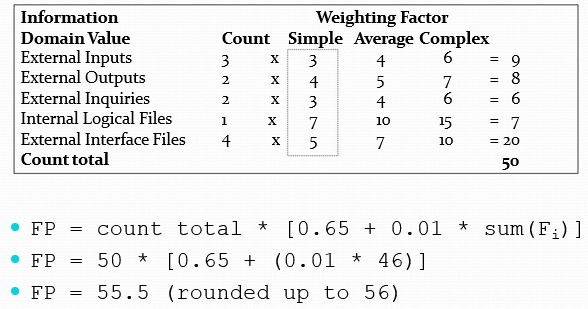 Information Weighting Factor
Domain Value Count Simple Average Complex
External Inputs 3 x 3 4 6 = 9
External Outputs 2 x 4 5 7 = 8
External Inquiries 2 x 3 4 6 = 6
Internal Logical Files 1 x 7 10 15 = 7
External Interface Files 4 x 5 7 10 = 20
Count total 50
• FP = count total * [0.65 + 0.01 * sum(Fi)]
• FP = 50 * [0.65 + (0.01 * 46)]
• FP = 55.5 (rounded up to 56)